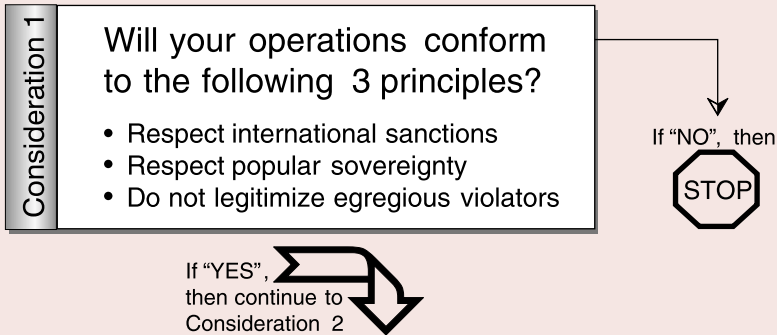 Consideration 1
Will your operations conform
to the following 3 principles?
• Respect international sanctions
• Respect popular sovereignty
• Do not legitimize egregious violators
If “NO”, then
STOP
If “YES”,
then continue to
Consideration 2